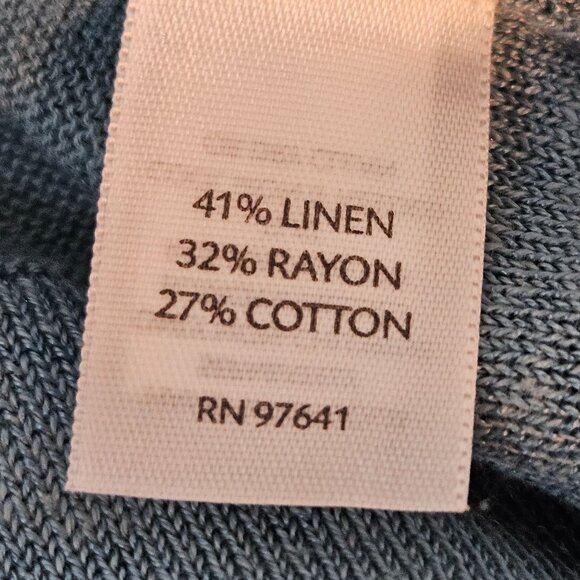 41% LINEN
32% RAYON
27% COTTON
RN 97641